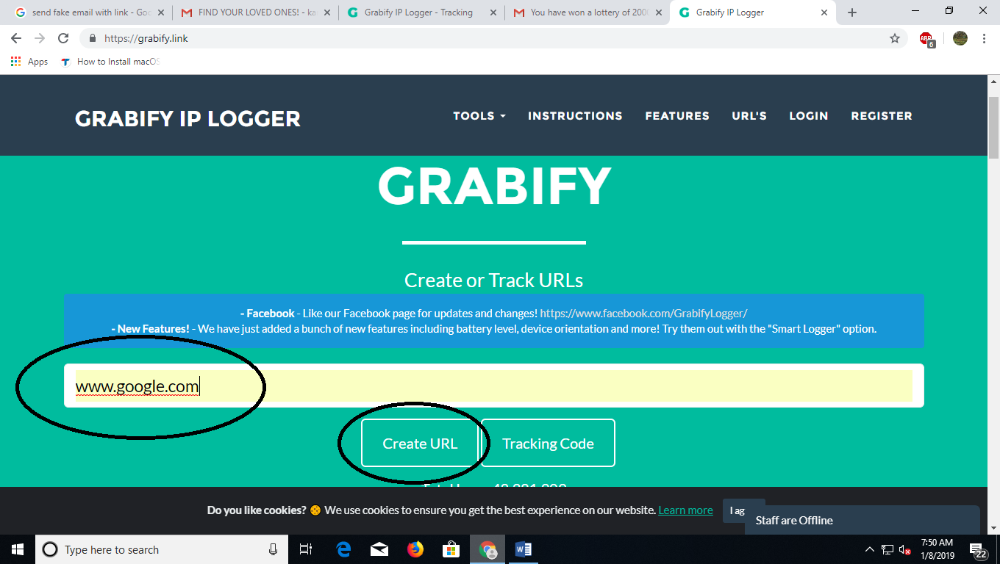 send fake email with link - Goo
FIND YOUR LOVED ONES! - ka
Grabify IP Logger - Tracking
You have won a lottery of 2000
Grabify IP Logger
https://grabify.link
ABP
6
Apps
How to Install macOS
GRABIFY IP LOGGER
TOOLS
INSTRUCTIONS
FEATURES
URL'S
LOGIN
REGISTER
GRABIFY
Create or Track URLs
- Facebook - Like our Facebook page for updates and changes! https://www.facebook.com/GrabifyLogger/
- New Features! - We have just added a bunch of new features including battery level, device orientation and more! Try them out with the "Smart Logger" option.
www.google.com
Create URL
Tracking Code
Do you like cookies? 🍪 We use cookies to ensure you get the best experience on our website. Learn more
I ag
Staff are Offline
Type here to search
7:50 AM
1/8/2019
22